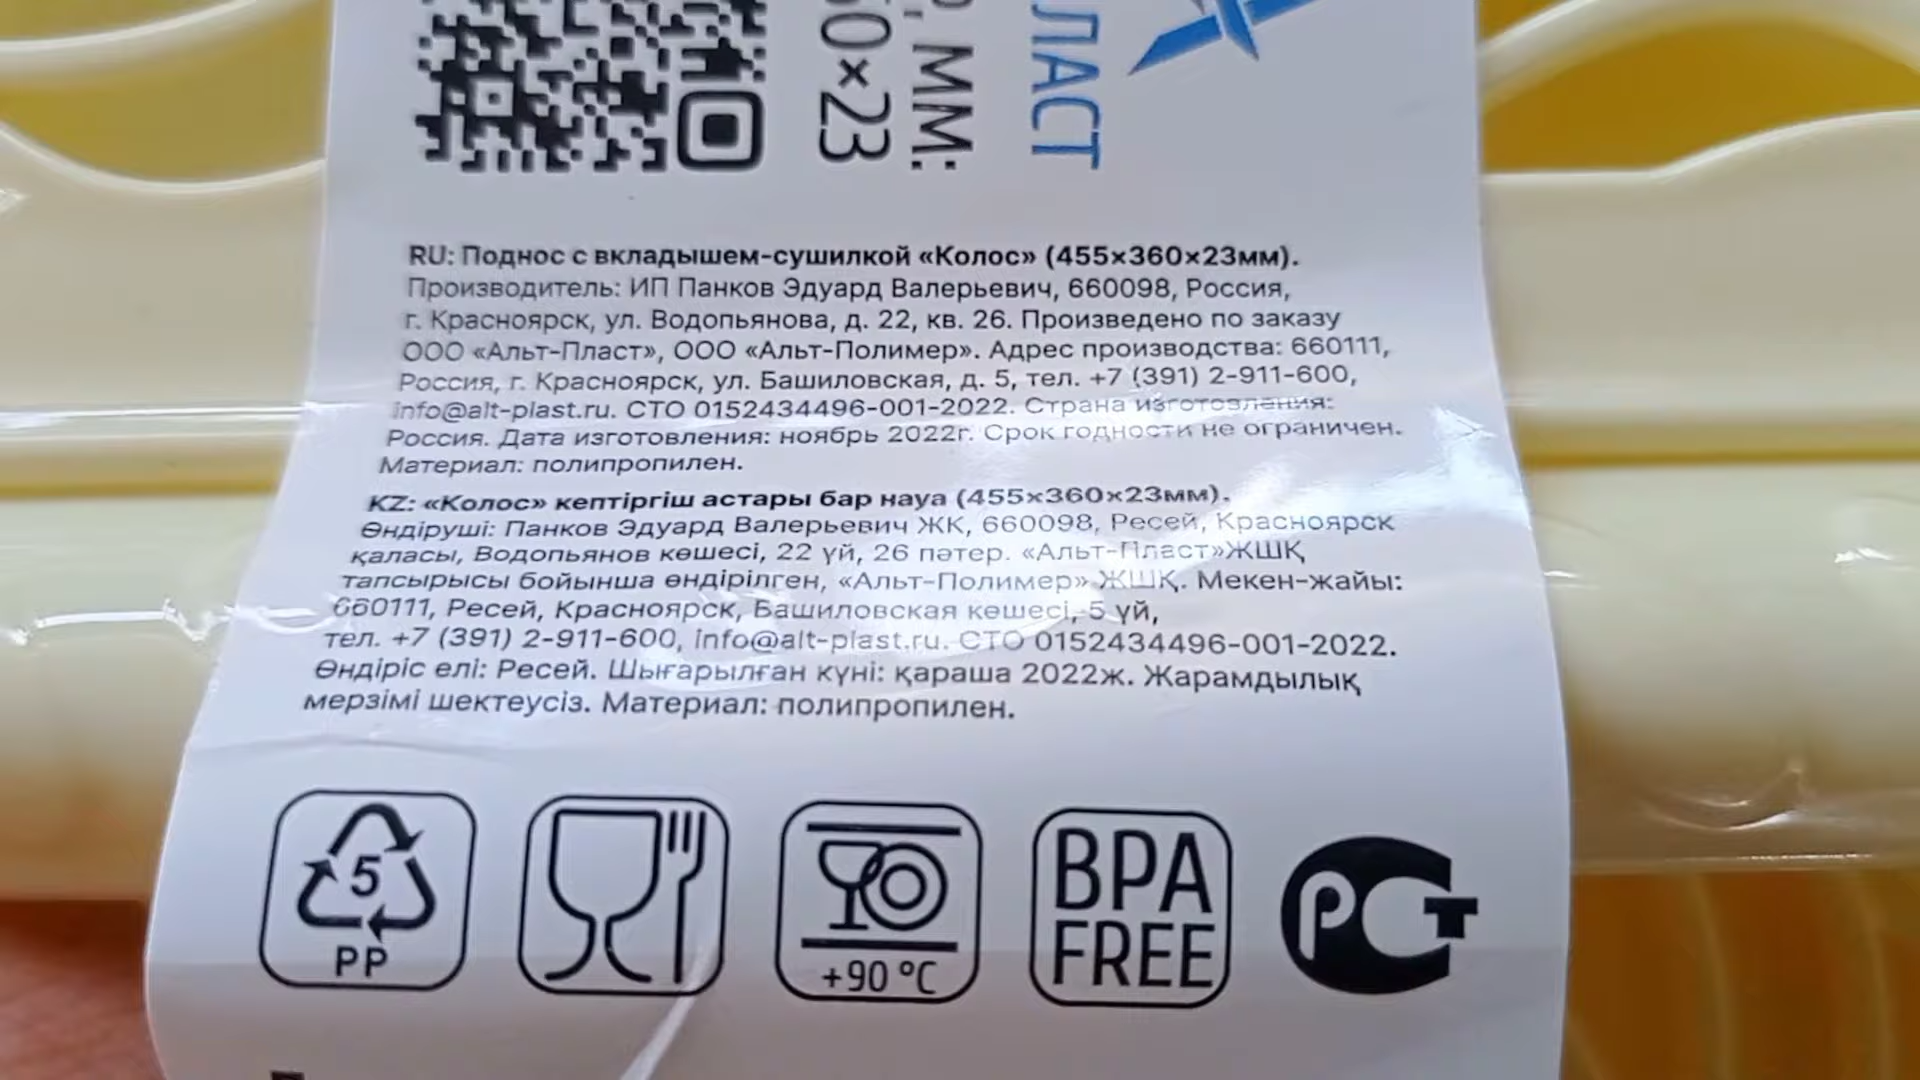 60×23
, ММ:
ЛАСТ
RU: Поднос с вкладышем-сушилкой «Колос» (455×360×23мм).
Производитель: ИП Панков Эдуард Валерьевич, 660098, Россия,
г. Красноярск, ул. Водопьянова, д. 22, кв. 26. Произведено по заказу
ООО «Альт-Пласт», ООО «Альт-Полимер». Адрес производства: 660111,
Россия, г. Красноярск, ул. Башиловская, д. 5, тел. +7 (391) 2-911-600,
info@alt-plast.ru. СТО 0152434496-001-2022. Страна изготовления:
Россия. Дата изготовления: ноябрь 2022г. Срок годности не ограничен.
Материал: полипропилен.
KZ: «Колос» кептіргіш астары бар науа (455×360×23мм).
Өндіруші: Панков Эдуард Валерьевич ЖК, 660098, Ресей, Красноярск
қаласы, Водопьянов көшесі, 22 үй, 26 пәтер. «Альт-Пласт»ЖШҚ
тапсырысы бойынша өндірілген, «Альт-Полимер» ЖШҚ. Мекен-жайы:
660111, Ресей, Красноярск, Башиловская көшесі, 5 үй,
тел. +7 (391) 2-911-600, info@alt-plast.ru. СТО 0152434496-001-2022.
Өндіріс елі: Ресей. Шығарылған күні: қараша 2022ж. Жарамдылық
мерзімі шектеусіз. Материал: полипропилен.
5
PP
+90 °C
BPA
FREE
РСТ